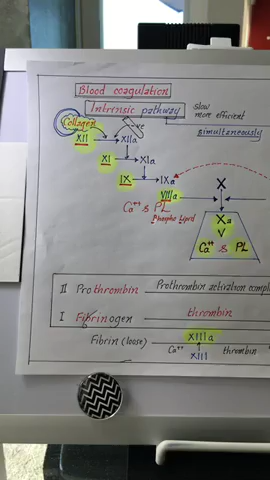 Blood coagulation
Intrinsic pathway
slow
more efficient
simultaneously
Collagen
XII → XIIa
XI → XIa
IX → IXa
VIIIa
Ca++ & PL
Phospho Lipid
X
Xa
V
Ca++ & PL
II Prothrombin Prothrombin activation compl
I Fibrinogen thrombin
Fibrin (loose) XIIIa
Ca++ XIII thrombin